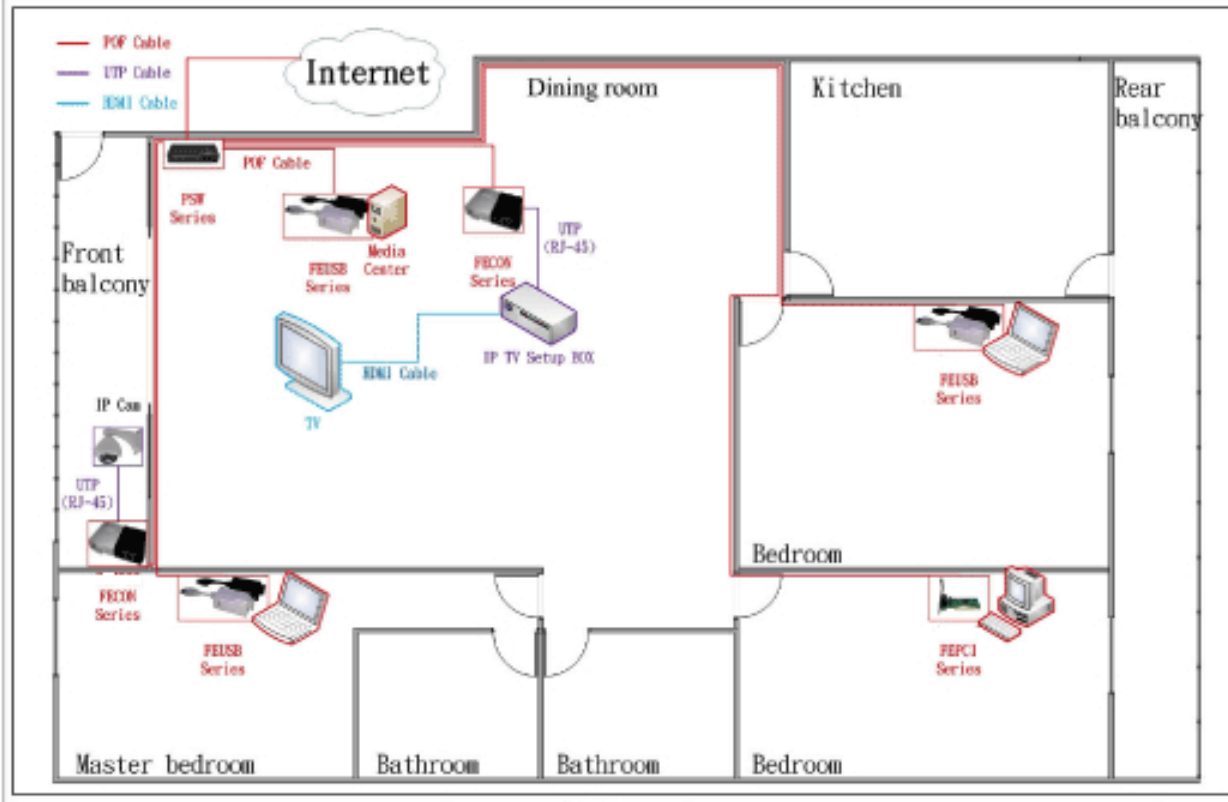 POF Cable
UTP Cable
HDMI Cable
Internet
Dining room
Kitchen
Rear
balcony
POF Cable
PSW
Series
Front
balcony
FEUSB
Series
Media
Center
FECON
Series
UTP
(RJ-45)
IP TV Setup BOX
HDMI Cable
TV
FEUSB
Series
IP Cam
UTP
(RJ-45)
FECON
Series
FEUSB
Series
Bedroom
FEPCI
Series
Master bedroom
Bathroom
Bathroom
Bedroom